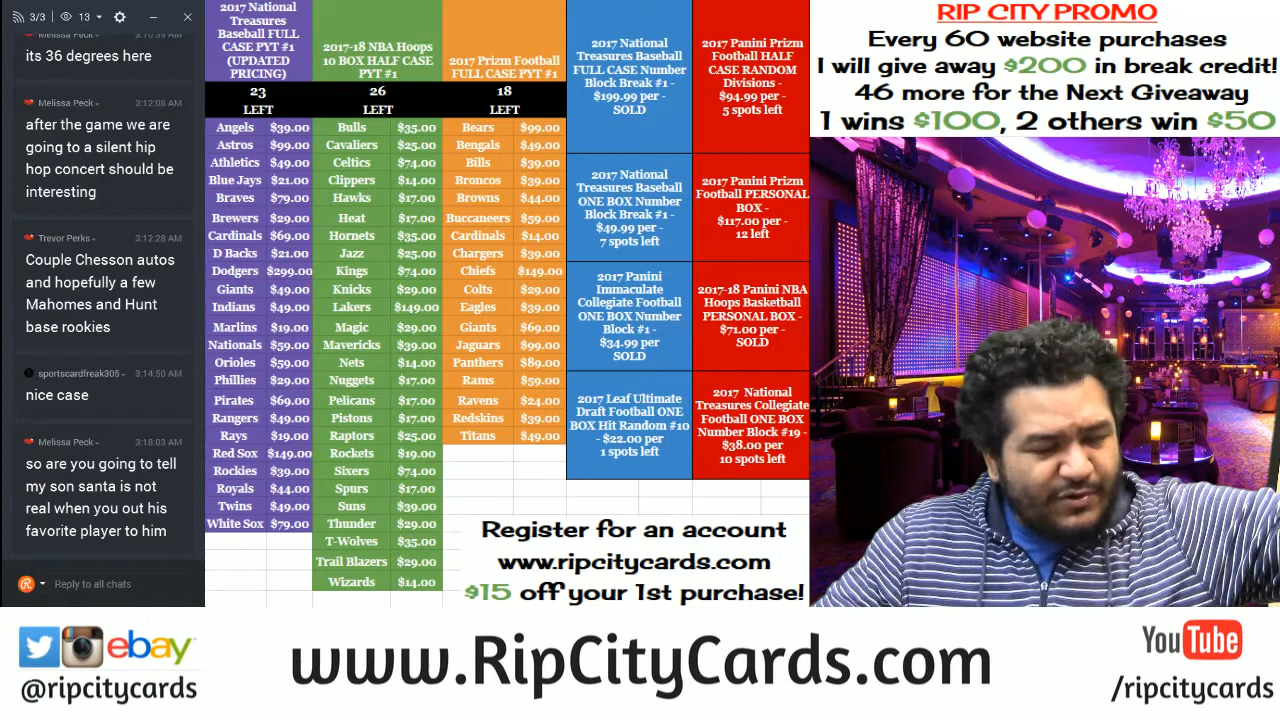 3/3 13
Melissa Peck 3:10:39 AM
its 36 degrees here
Melissa Peck 3:12:08 AM
after the game we are
going to a silent hip
hop concert should be
interesting
Trevor Perks 3:12:28 AM
Couple Chesson autos
and hopefully a few
Mahomes and Hunt
base rookies
sportscardfreak305 3:14:50 AM
nice case
Melissa Peck 3:18:03 AM
so are you going to tell
my son santa is not
real when you out his
favorite player to him
Reply to all chats
2017 National
Treasures
Baseball FULL
CASE PYT #1
(UPDATED
PRICING)
23
LEFT
Angels $39.00
Astros $99.00
Athletics $49.00
Blue Jays $21.00
Braves $79.00
Brewers $29.00
Cardinals $69.00
D Backs $21.00
Dodgers $299.00
Giants $49.00
Indians $49.00
Marlins $19.00
Nationals $59.00
Orioles $59.00
Phillies $29.00
Pirates $69.00
Rangers $49.00
Rays $19.00
Red Sox $149.00
Rockies $39.00
Royals $44.00
Twins $49.00
White Sox $79.00
2017-18 NBA Hoops
10 BOX HALF CASE
PYT #1
26
LEFT
Bulls $35.00
Cavaliers $25.00
Celtics $74.00
Clippers $14.00
Hawks $17.00
Heat $17.00
Hornets $35.00
Jazz $25.00
Kings $74.00
Knicks $29.00
Lakers $149.00
Magic $29.00
Mavericks $39.00
Nets $14.00
Nuggets $17.00
Pelicans $17.00
Pistons $17.00
Raptors $25.00
Rockets $19.00
Sixers $74.00
Spurs $17.00
Suns $39.00
Thunder $29.00
T-Wolves $35.00
Trail Blazers $29.00
Wizards $14.00
2017 Prizm Football
FULL CASE PYT #1
18
LEFT
Bears $99.00
Bengals $49.00
Bills $39.00
Broncos $39.00
Browns $44.00
Buccaneers $59.00
Cardinals $14.00
Chargers $39.00
Chiefs $149.00
Colts $29.00
Eagles $39.00
Giants $69.00
Jaguars $99.00
Panthers $89.00
Rams $59.00
Ravens $24.00
Redskins $39.00
Titans $49.00
2017 National
Treasures Baseball
FULL CASE Number
Block Break #1 -
$199.99 per -
SOLD
2017 National
Treasures Baseball
ONE BOX Number
Block Break #1 -
$49.99 per -
7 spots left
2017 Panini
Immaculate
Collegiate Football
ONE BOX Number
Block #1 -
$34.99 per -
SOLD
2017 Leaf Ultimate
Draft Football ONE
BOX Hit Random #10
- $22.00 per
1 spots left
2017 Panini Prizm
Football HALF
CASE RANDOM
Divisions -
$94.99 per -
5 spots left
2017 Panini Prizm
Football PERSONAL
BOX -
$117.00 per -
12 left
2017-18 Panini NBA
Hoops Basketball
PERSONAL BOX -
$71.00 per -
SOLD
2017 National
Treasures Collegiate
Football ONE BOX
Number Block #19 -
$38.00 per
10 spots left
Register for an account
www.ripcitycards.com
$15 off your 1st purchase!
RIP CITY PROMO
Every 60 website purchases
I will give away $200 in break credit!
46 more for the Next Giveaway
1 wins $100, 2 others win $50
ebay
@ripcitycards
www.RipCityCards.com
YouTube
/ripcitycards